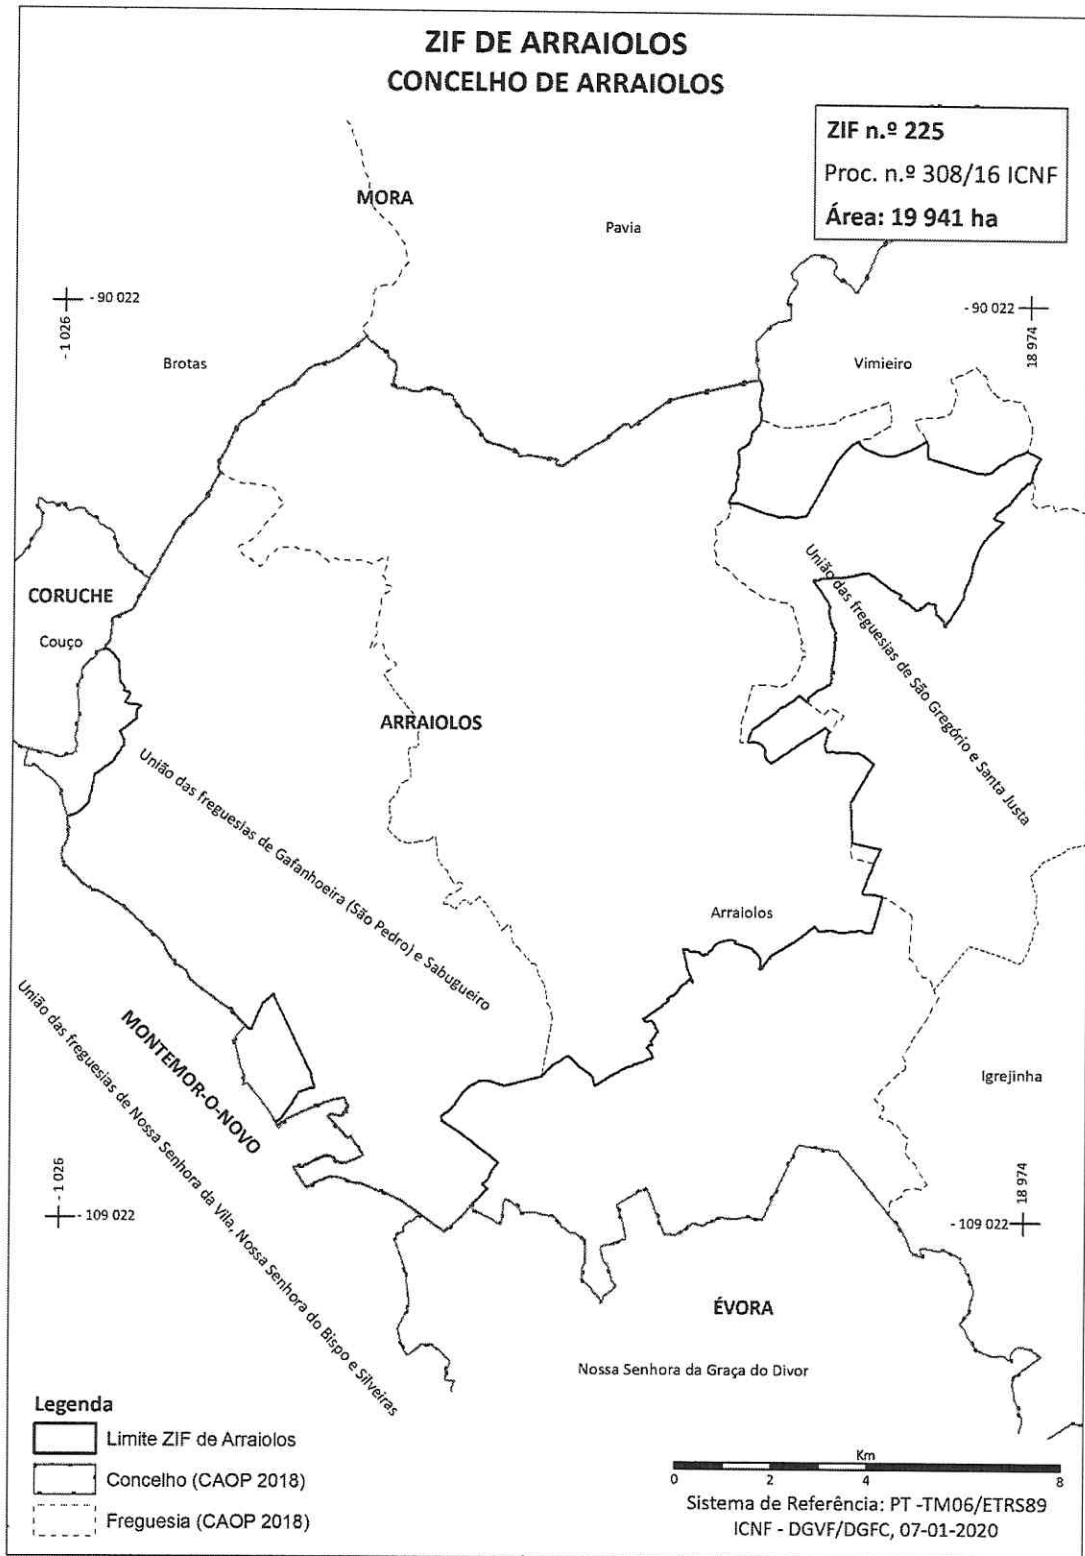 ZIF DE ARRAIOLOS
CONCELHO DE ARRAIOLOS
ZIF n.º 225
Proc. n.º 308/16 ICNF
Área: 19 941 ha
MORA
Pavia
- 90 022
- 1 026
- 90 022
18 974
Brotas
Vimieiro
CORUCHE
Couço
União das freguesias de São Gregório e Santa Justa
ARRAIOLOS
União das freguesias de Gafanhoeira (São Pedro) e Sabugueiro
Arraiolos
MONTEMOR-O-NOVO
União das freguesias de Nossa Senhora da Vila, Nossa Senhora do Bispo e Silveiras
Igrejinha
- 1 026
- 109 022
18 974
- 109 022
ÉVORA
Nossa Senhora da Graça do Divor
Legenda
Limite ZIF de Arraiolos
Concelho (CAOP 2018)
Freguesia (CAOP 2018)
Km
0 2 4 8
Sistema de Referência: PT -TM06/ETRS89
ICNF - DGVF/DGFC, 07-01-2020